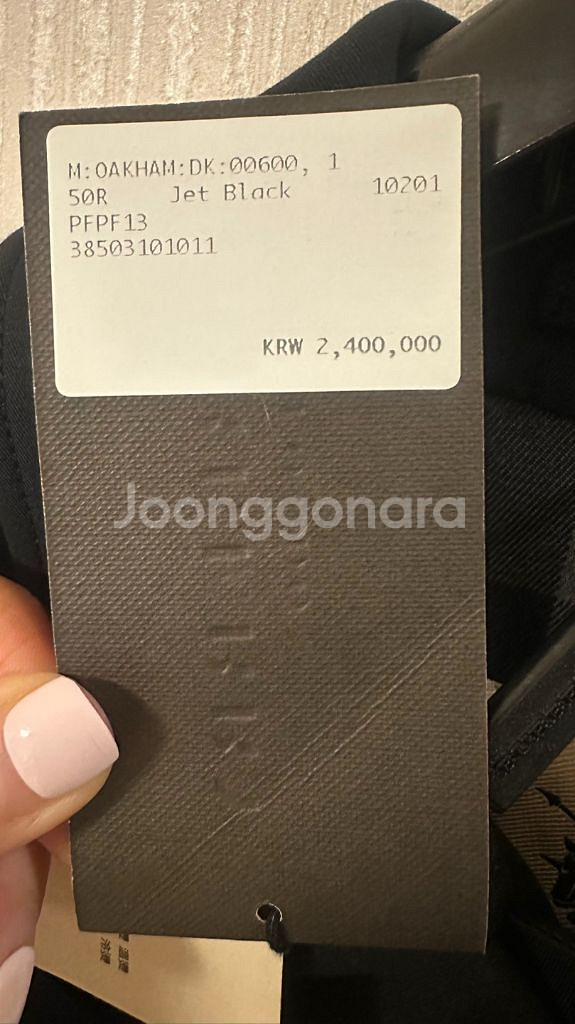 M:OAKHAM:DK:00600, 1
50R Jet Black 10201
PFPF13
38503101011
KRW 2,400,000
Joonggonara